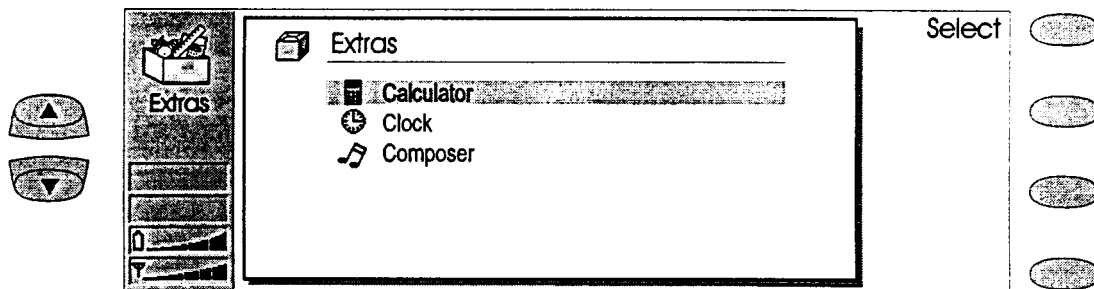 Extras
Extras
Select
Calculator
Clock
Composer